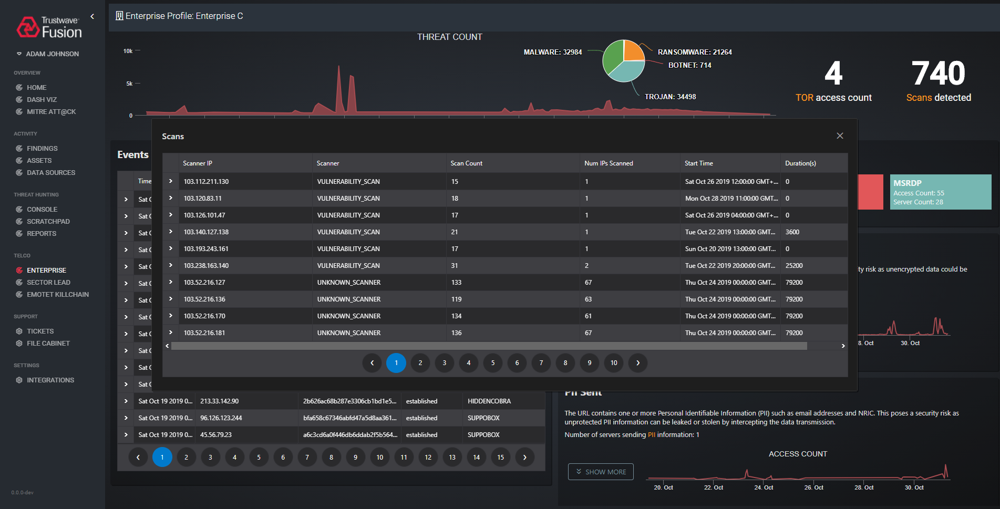 Trustwave
Fusion
ADAM JOHNSON
OVERVIEW
HOME
DASH VIZ
MITRE ATT@CK
ACTIVITY
FINDINGS
ASSETS
DATA SOURCES
THREAT HUNTING
CONSOLE
SCRATCHPAD
REPORTS
TELCO
ENTERPRISE
SECTOR LEAD
EMOTET KILLCHAIN
SUPPORT
TICKETS
FILE CABINET
SETTINGS
INTEGRATIONS
0.0.0-dev
Enterprise Profile: Enterprise C
THREAT COUNT
10k
5k
0
MALWARE: 32984
RANSOMWARE: 21264
BOTNET: 714
TROJAN: 34498
4
TOR access count
740
Scans detected
Scans
Scanner IP Scanner Scan Count Num IPs Scanned Start Time Duration(s)
103.112.211.130 VULNERABILITY_SCAN 15 1 Sat Oct 26 2019 12:00:00 GMT+... 0
103.120.83.11 VULNERABILITY_SCAN 18 1 Mon Oct 28 2019 11:00:00 GMT... 0
103.126.101.47 VULNERABILITY_SCAN 17 1 Sat Oct 26 2019 04:00:00 GMT+... 0
103.140.127.138 VULNERABILITY_SCAN 21 1 Tue Oct 22 2019 13:00:00 GMT... 3600
103.193.243.161 VULNERABILITY_SCAN 17 1 Sun Oct 20 2019 13:00:00 GMT... 0
103.238.163.140 VULNERABILITY_SCAN 31 2 Tue Oct 22 2019 20:00:00 GMT... 25200
103.52.216.127 UNKNOWN_SCANNER 133 67 Thu Oct 24 2019 00:00:00 GMT... 79200
103.52.216.136 UNKNOWN_SCANNER 119 63 Thu Oct 24 2019 00:00:00 GMT... 79200
103.52.216.170 UNKNOWN_SCANNER 134 61 Thu Oct 24 2019 00:00:00 GMT... 79200
103.52.216.181 UNKNOWN_SCANNER 136 67 Thu Oct 24 2019 00:00:00 GMT... 79200
1 2 3 4 5 6 7 8 9 10
Events
Time
Sat
Sat
Sat
Sat
Sat
Sat
Sat
Sat
Sat
Sat
Sat
Sat
Sat Oct 19 2019 0... 213.33.142.90 2b626ac68b287e3306cb1bd1e5... established HIDDENCOBRA
Sat Oct 19 2019 0... 96.126.123.244 bfa658c67346abfd47a5d8aa361... established SUPPOBOX
Sat Oct 19 2019 0... 45.56.79.23 a6c3cd6a0f446db6ddab2f5b564... established SUPPOBOX
1 2 3 4 5 6 7 8 9 10 11 12 13 14 15
MSRDP
Access Count: 55
Server Count: 28
ty risk as unencrypted data could be
8. Oct 30. Oct
PII Sent
The URL contains one or more Personal Identifiable Information (PII) such as email addresses and NRIC. This poses a security risk as
unprotected PII information can be leaked or stolen by intercepting the data transmission.
Number of servers sending PII information: 1
ACCESS COUNT
SHOW MORE
20. Oct 22. Oct 24. Oct 26. Oct 28. Oct 30. Oct